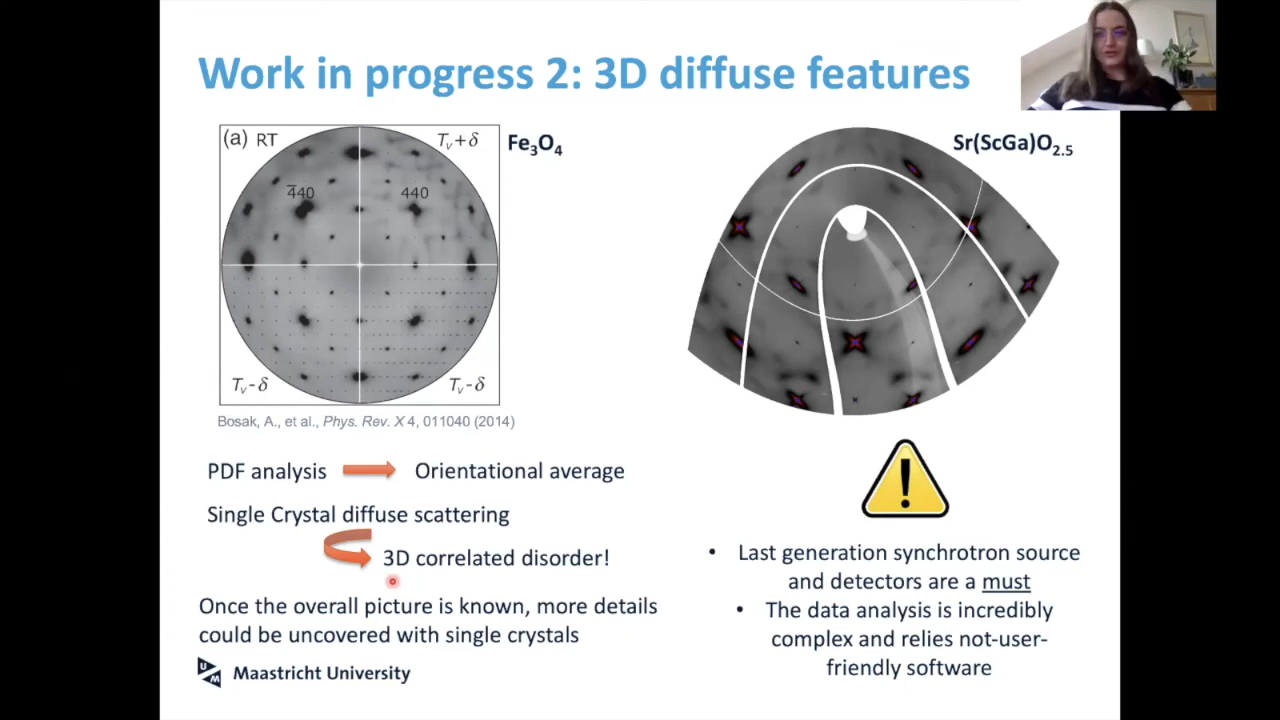 Work in progress 2: 3D diffuse features
(a) RT
Tᵥ+δ
Fe₃O₄
Sr(ScGa)O₂.₅
4̅40
440
Tᵥ-δ
Tᵥ-δ
Bosak, A., et al., Phys. Rev. X 4, 011040 (2014)
PDF analysis
Orientational average
Single Crystal diffuse scattering
3D correlated disorder!
Once the overall picture is known, more details
could be uncovered with single crystals
• Last generation synchrotron source
and detectors are a must
• The data analysis is incredibly
complex and relies not-user-
friendly software
UM
Maastricht University